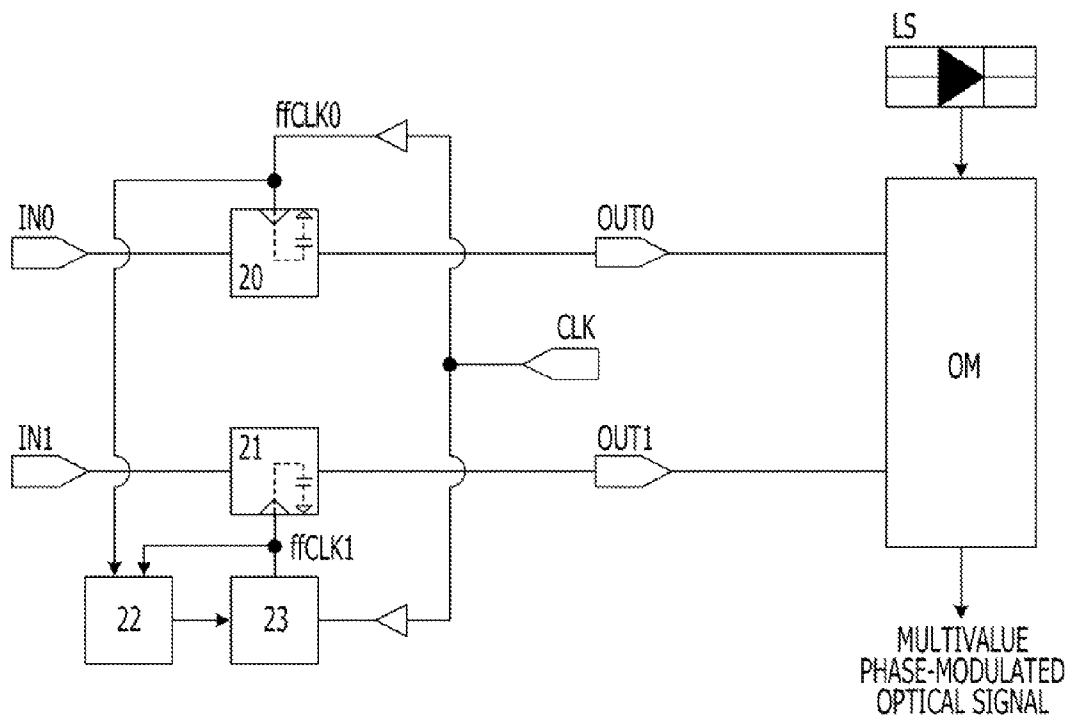 LS
ffCLK0
IN0
OUT0
20
CLK
OM
IN1
21
OUT1
ffCLK1
22
23
MULTIVALUE
PHASE-MODULATED
OPTICAL SIGNAL